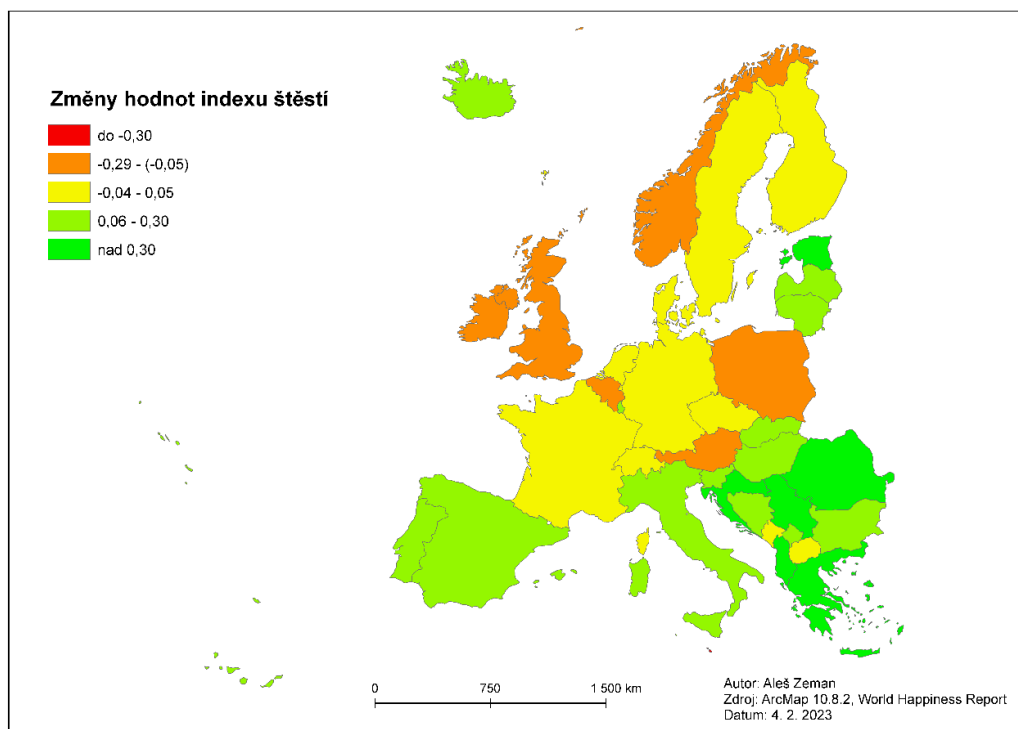 Změny hodnot indexu štěstí
do -0,30
-0,29 - (-0,05)
-0,04 - 0,05
0,06 - 0,30
nad 0,30
0 750 1 500 km
Autor: Aleš Zeman
Zdroj: ArcMap 10.8.2, World Happiness Report
Datum: 4. 2. 2023